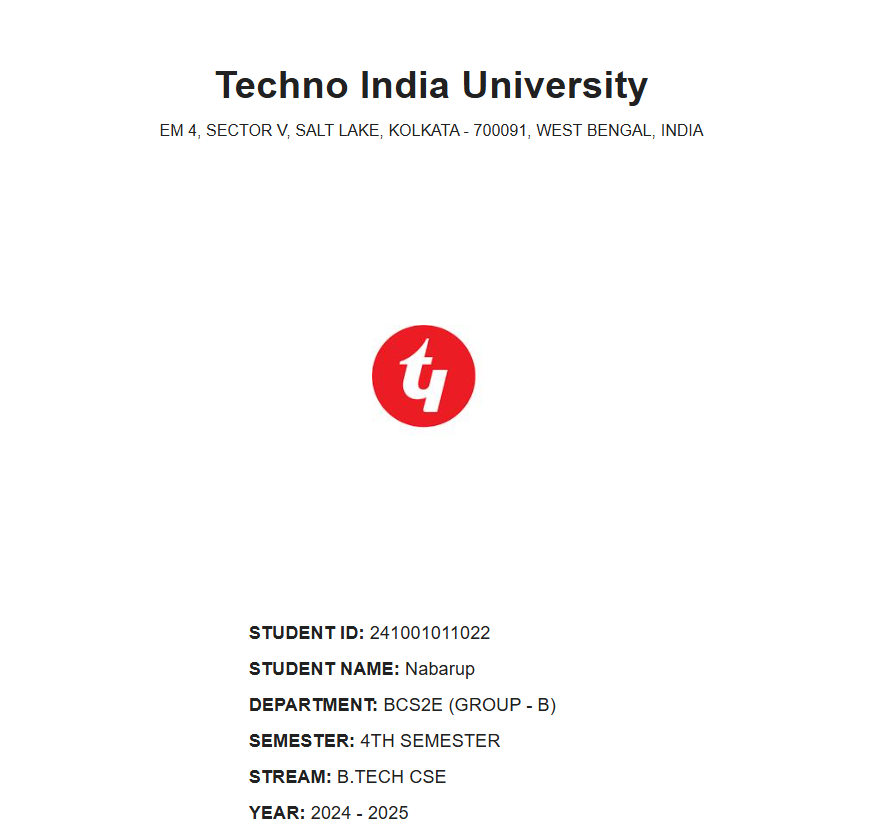 Techno India University
EM 4, SECTOR V, SALT LAKE, KOLKATA - 700091, WEST BENGAL, INDIA
STUDENT ID: 241001011022
STUDENT NAME: Nabarup
DEPARTMENT: BCS2E (GROUP - B)
SEMESTER: 4TH SEMESTER
STREAM: B.TECH CSE
YEAR: 2024 - 2025